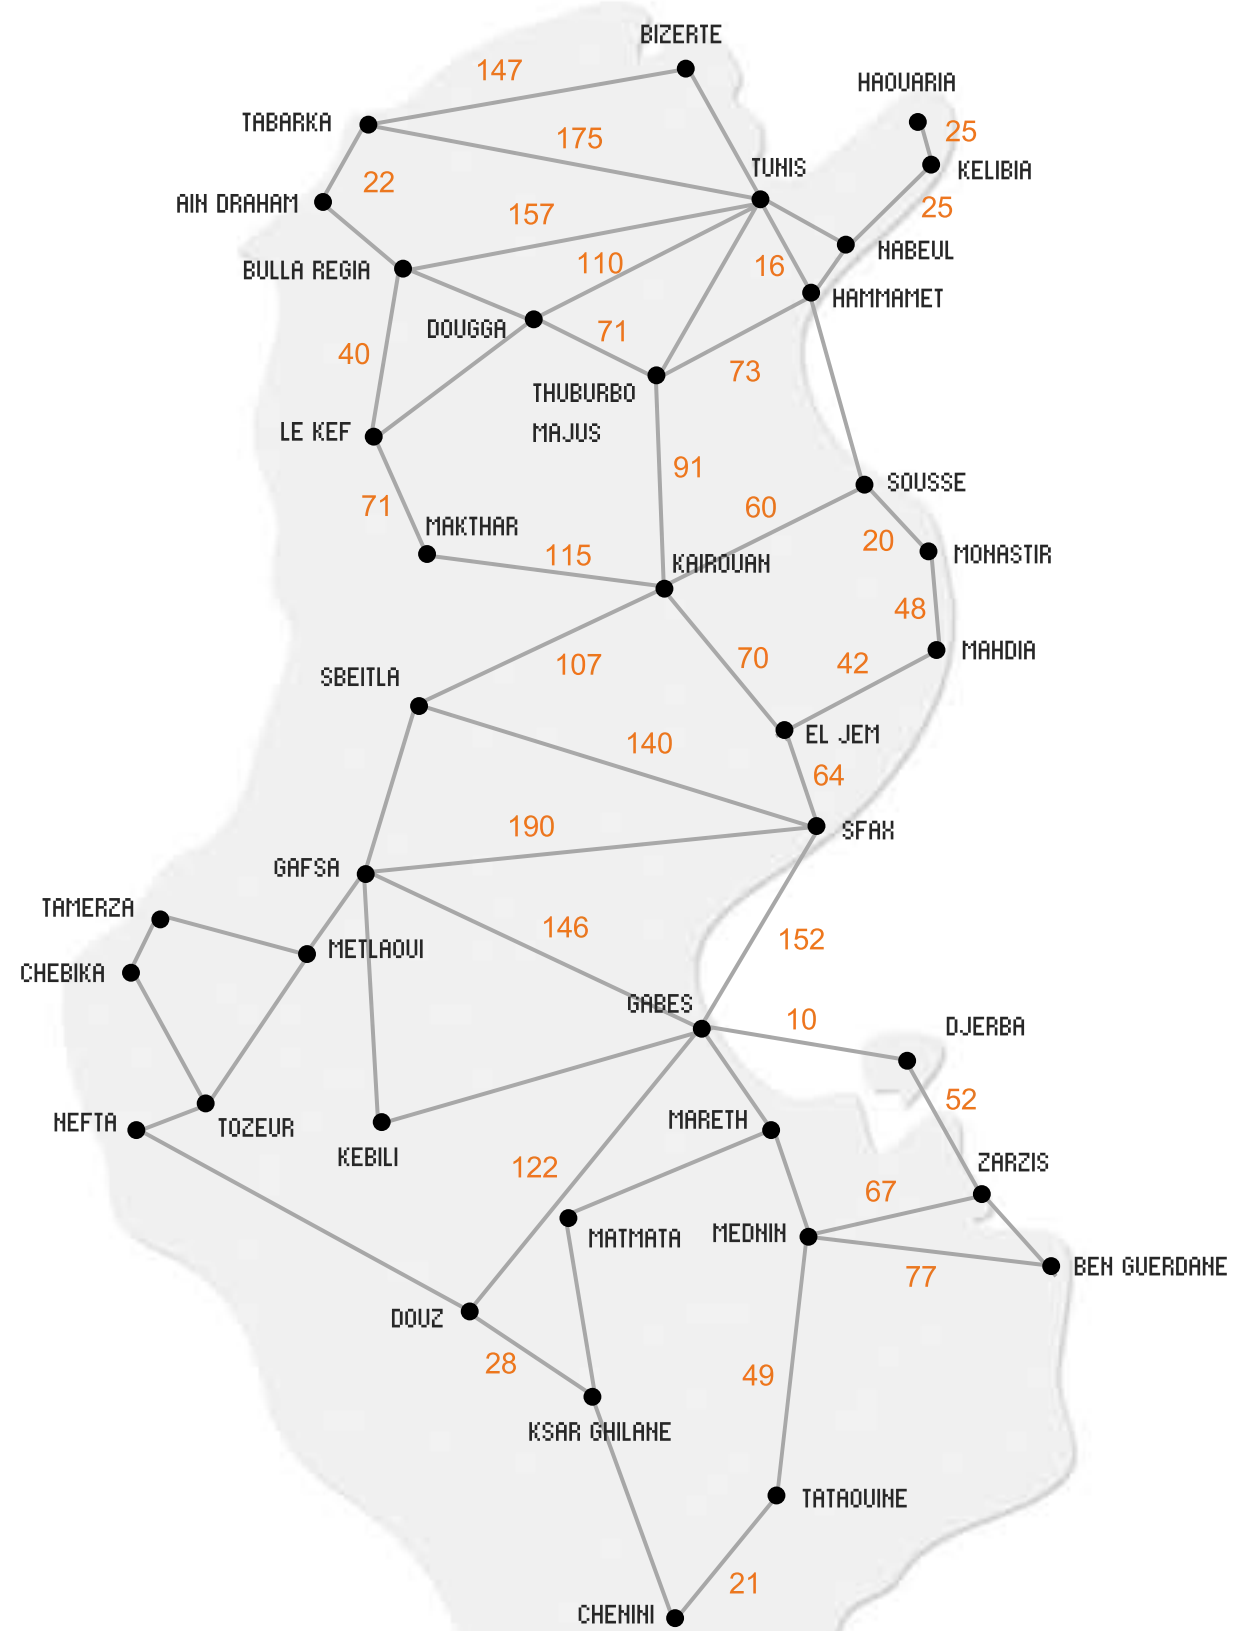 BIZERTE
147
HAOUARIA
TABARKA
25
175
TUNIS
KELIBIA
22
AIN DRAHAM
157
25
NABEUL
110
16
BULLA REGIA
HAMMAMET
DOUGGA
71
40
73
THUBURBO
MAJUS
LE KEF
91
SOUSSE
71
60
MAKTHAR
20
115
MONASTIR
KAIROUAN
48
107
70
42
MAHDIA
SBEITLA
140
EL JEM
64
190
SFAX
GAFSA
TAMERZA
146
152
METLAOUI
CHEBIKA
GABES
10
DJERBA
52
MARETH
NEFTA
TOZEUR
KEBILI
122
ZARZIS
67
MATMATA
MEDNIN
BEN GUERDANE
77
DOUZ
28
49
KSAR GHILANE
TATAOUINE
21
CHENINI